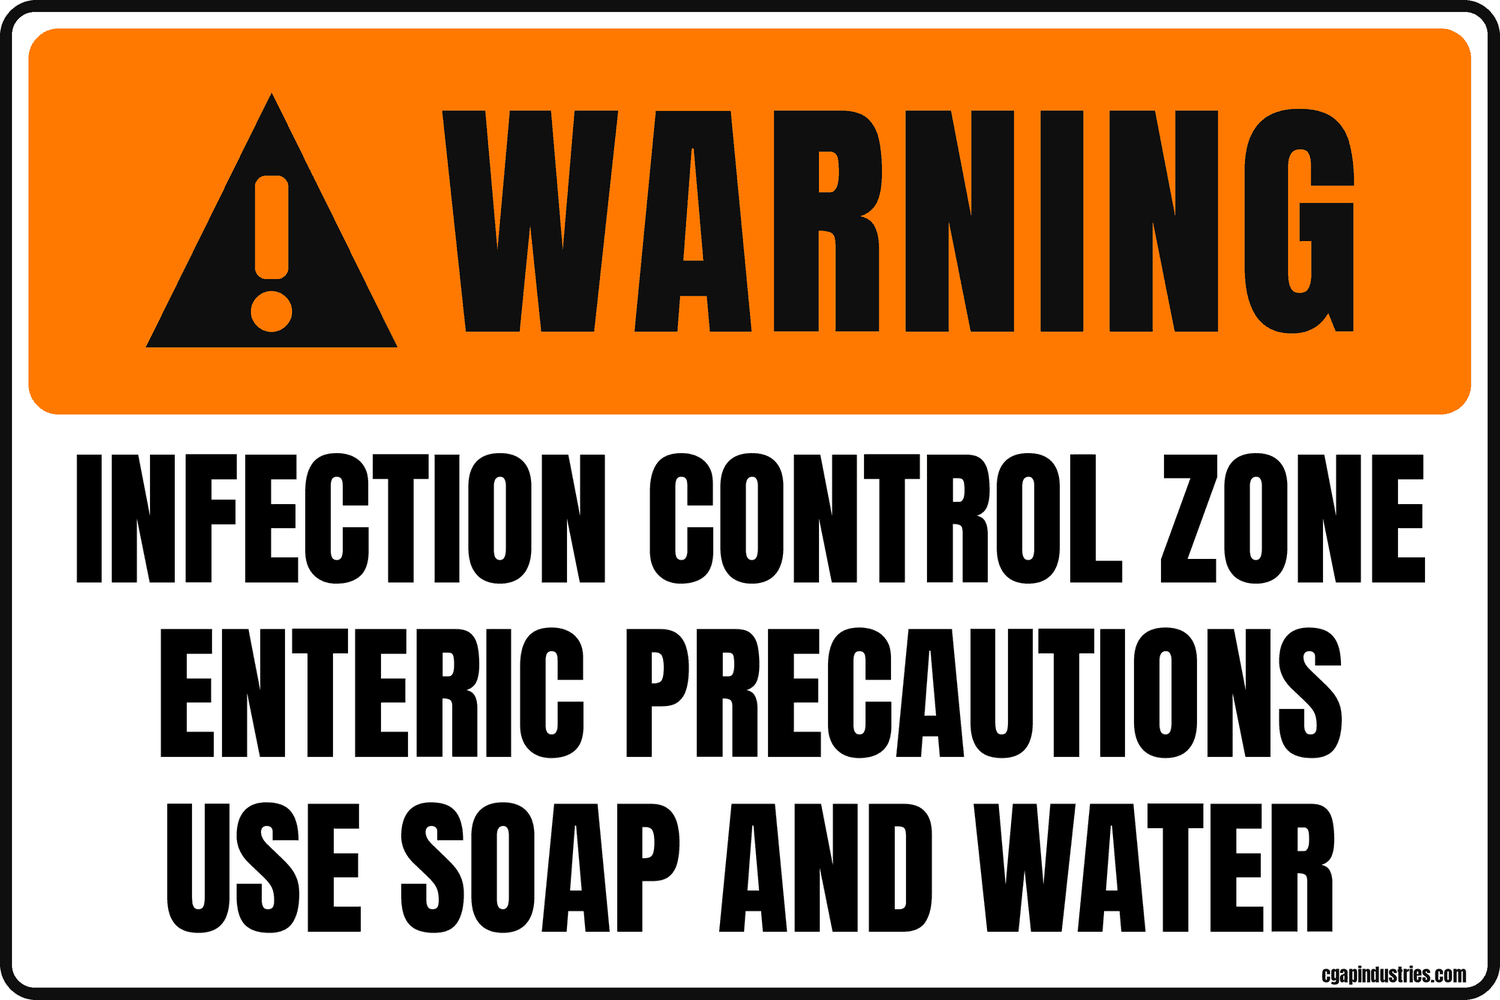 WARNING
INFECTION CONTROL ZONE
ENTERIC PRECAUTIONS
USE SOAP AND WATER
cgapindustries.com